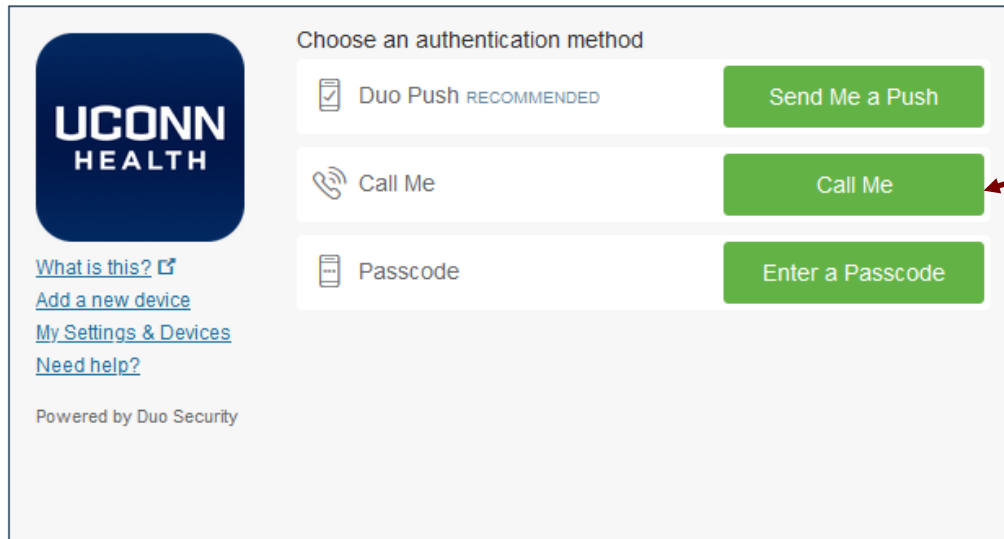 UCONN
HEALTH
What is this?
Add a new device
My Settings & Devices
Need help?
Powered by Duo Security
Choose an authentication method
Duo Push RECOMMENDED Send Me a Push
Call Me Call Me
Passcode Enter a Passcode